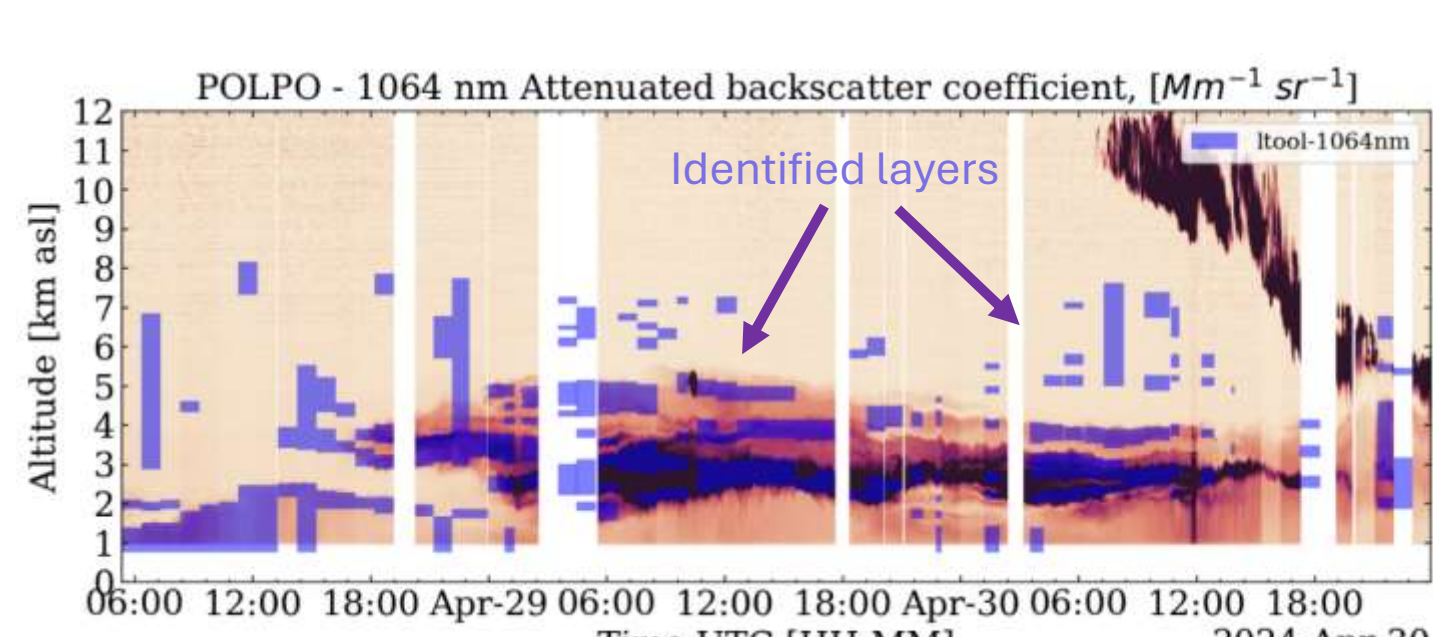 POLPO - 1064 nm Attenuated backscatter coefficient, [Mm⁻¹ sr⁻¹]
12
11
10
9
8
7
6
5
4
3
2
1
0
Altitude [km asl]
ltool-1064nm
Identified layers
06:00 12:00 18:00 Apr-29 06:00 12:00 18:00 Apr-30 06:00 12:00 18:00